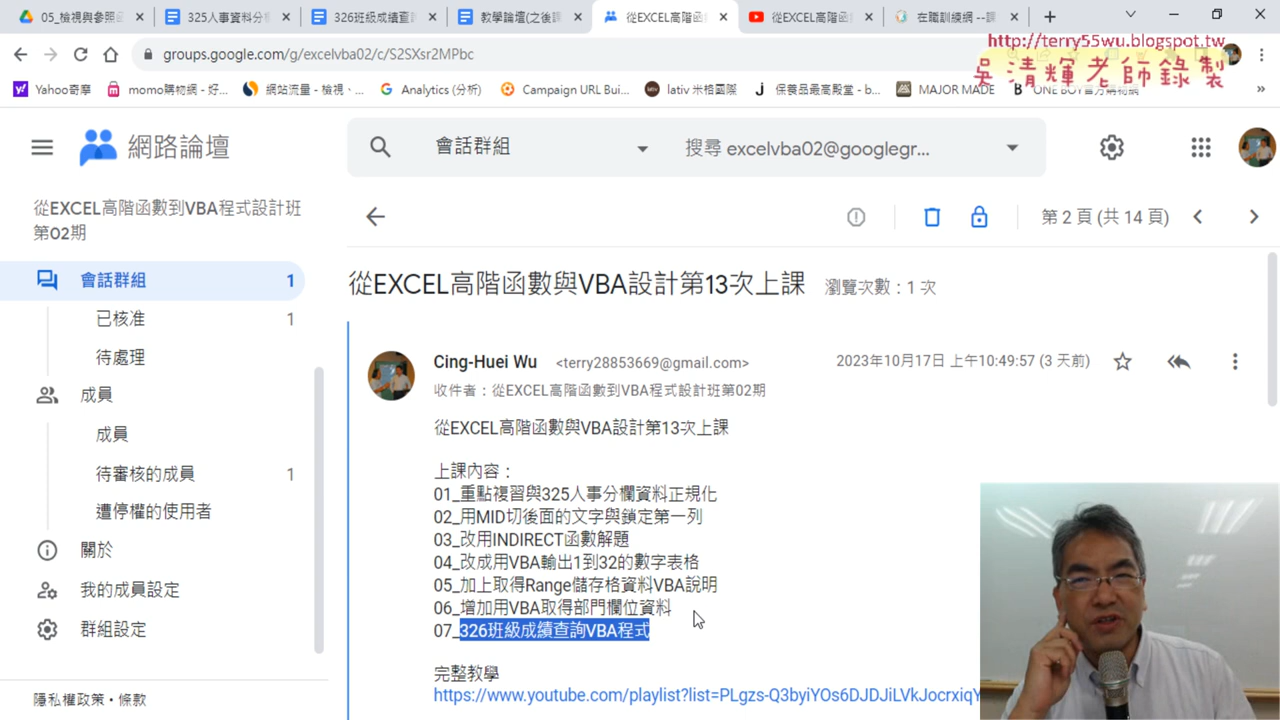 05_檢視與參照函
325人事資料分析
326班級成績查詢
教學論壇(之後課
從EXCEL高階函
從EXCEL高階函
在職訓練網 --課
groups.google.com/g/excelvba02/c/S2SXsr2MPbc
http://terry55wu.blogspot.tw
吳清輝老師錄製
Yahoo奇摩
momo購物網 - 好...
網站流量 - 檢視、...
Analytics (分析)
Campaign URL Bui...
lativ 米格國際
保養品最高殿堂 - b...
MAJOR MADE
ONE BOY官方購物網
網路論壇
會話群組
搜尋 excelvba02@googlegr...
從EXCEL高階函數到VBA程式設計班
第02期
第 2 頁 (共 14 頁)
會話群組
1
已核准
1
待處理
成員
成員
待審核的成員
1
遭停權的使用者
關於
我的成員設定
群組設定
隱私權政策 · 條款
從EXCEL高階函數與VBA設計第13次上課
瀏覽次數：1 次
Cing-Huei Wu <terry28853669@gmail.com>
2023年10月17日 上午10:49:57 (3 天前)
收件者：從EXCEL高階函數到VBA程式設計班第02期
從EXCEL高階函數與VBA設計第13次上課
上課內容：
01_重點複習與325人事分欄資料正規化
02_用MID切後面的文字與鎖定第一列
03_改用INDIRECT函數解題
04_改成用VBA輸出1到32的數字表格
05_加上取得Range儲存格資料VBA說明
06_增加用VBA取得部門欄位資料
07_326班級成績查詢VBA程式
完整教學
https://www.youtube.com/playlist?list=PLgzs-Q3byiYOs6DJDJiLVkJocrxiqY